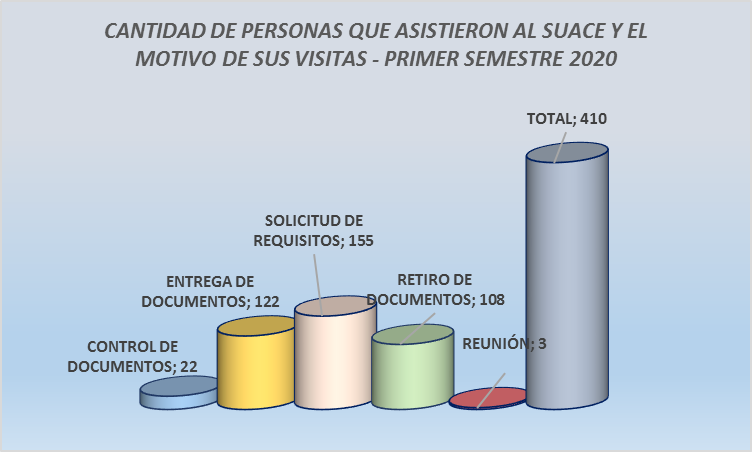 CANTIDAD DE PERSONAS QUE ASISTIERON AL SUACE Y EL
MOTIVO DE SUS VISITAS - PRIMER SEMESTRE 2020
CONTROL DE
DOCUMENTOS; 22
ENTREGA DE
DOCUMENTOS; 122
SOLICITUD DE
REQUISITOS; 155
RETIRO DE
DOCUMENTOS; 108
REUNIÓN; 3
TOTAL; 410